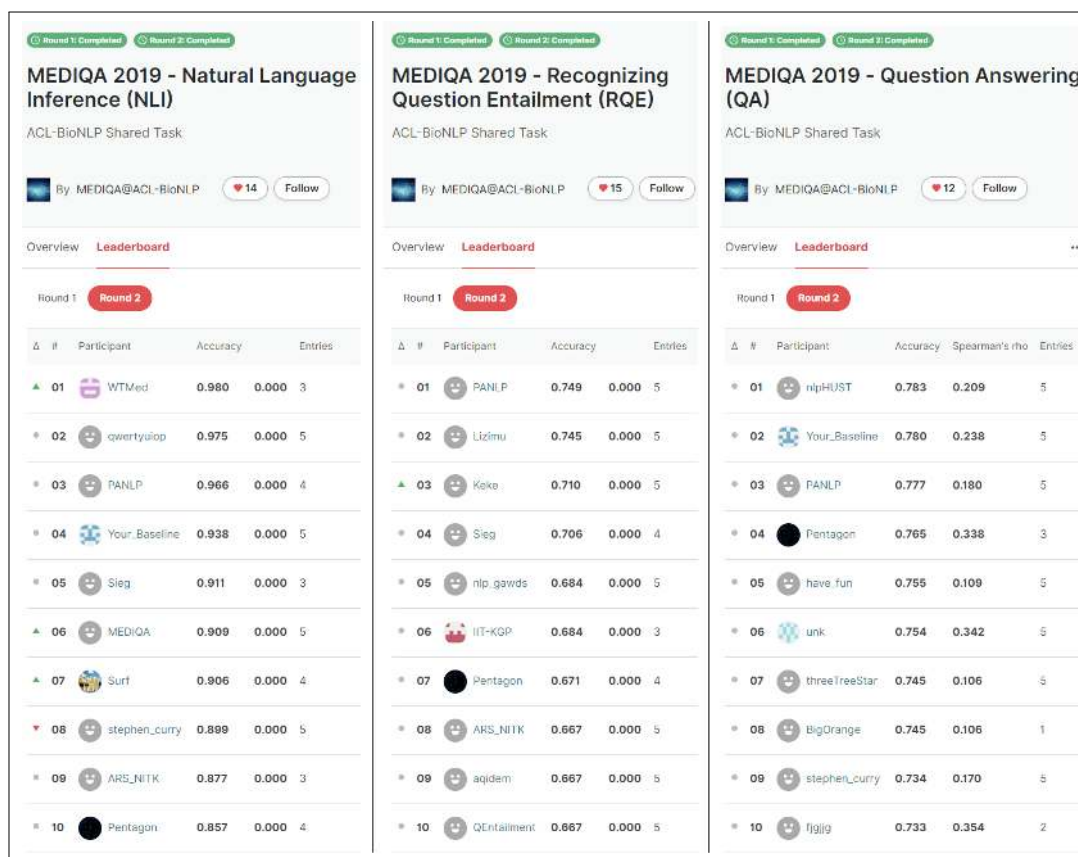 Round 1: Completed Round 2: Completed
MEDIQA 2019 - Natural Language
Inference (NLI)
ACL-BioNLP Shared Task
By MEDIQA@ACL-BioNLP 14 Follow
Overview Leaderboard
Round 1 Round 2
Δ # Participant Accuracy Entries
01 WTMed 0.980 0.000 3
02 qwertyuiop 0.975 0.000 5
03 PANLP 0.966 0.000 4
04 Your_Baseline 0.938 0.000 5
05 Sieg 0.911 0.000 3
06 MEDIQA 0.909 0.000 5
07 Surf 0.906 0.000 4
08 stephen_curry 0.899 0.000 5
09 ARS_NITK 0.877 0.000 3
10 Pentagon 0.857 0.000 4
Round 1: Completed Round 2: Completed
MEDIQA 2019 - Recognizing
Question Entailment (RQE)
ACL-BioNLP Shared Task
By MEDIQA@ACL-BioNLP 15 Follow
Overview Leaderboard
Round 1 Round 2
Δ # Participant Accuracy Entries
01 PANLP 0.749 0.000 5
02 Lizimu 0.745 0.000 5
03 Keke 0.710 0.000 5
04 Sieg 0.706 0.000 4
05 nlp_gawds 0.684 0.000 5
06 IIT-KGP 0.684 0.000 3
07 Pentagon 0.671 0.000 4
08 ARS_NITK 0.667 0.000 5
09 aqidem 0.667 0.000 5
10 QEntailment 0.667 0.000 5
Round 1: Completed Round 2: Completed
MEDIQA 2019 - Question Answering
(QA)
ACL-BioNLP Shared Task
By MEDIQA@ACL-BioNLP 12 Follow
Overview Leaderboard
Round 1 Round 2
Δ # Participant Accuracy Spearman's rho Entries
01 nlpHUST 0.783 0.209 5
02 Your_Baseline 0.780 0.238 5
03 PANLP 0.777 0.180 5
04 Pentagon 0.765 0.338 3
05 have_fun 0.755 0.109 5
06 unk 0.754 0.342 5
07 threeTreeStar 0.745 0.106 5
08 BigOrange 0.745 0.106 1
09 stephen_curry 0.734 0.170 5
10 fjgjjg 0.733 0.354 2